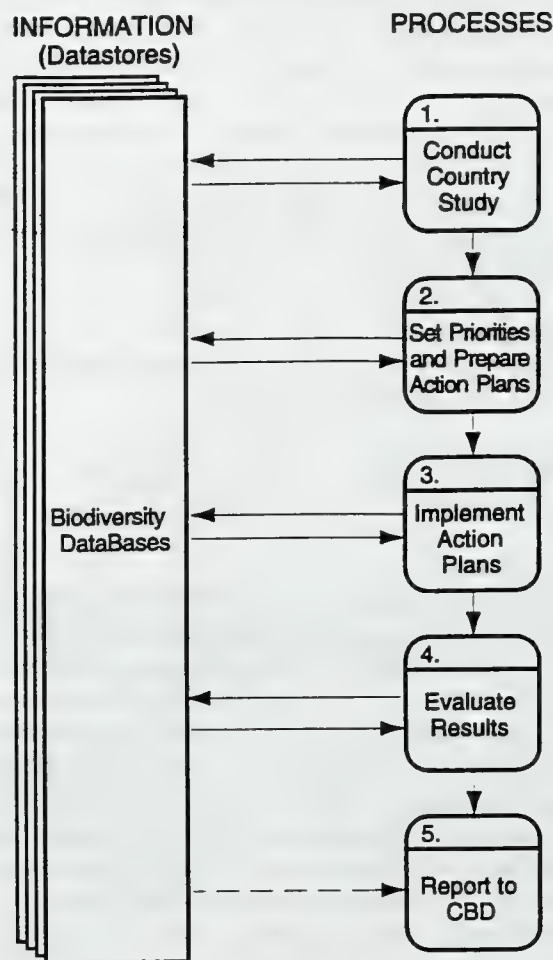 INFORMATION
(Datastores)
PROCESSES
1.
Conduct
Country
Study
2.
Set Priorities
and Prepare
Action Plans
Biodiversity
DataBases
3.
Implement
Action
Plans
4.
Evaluate
Results
5.
Report to
CBD